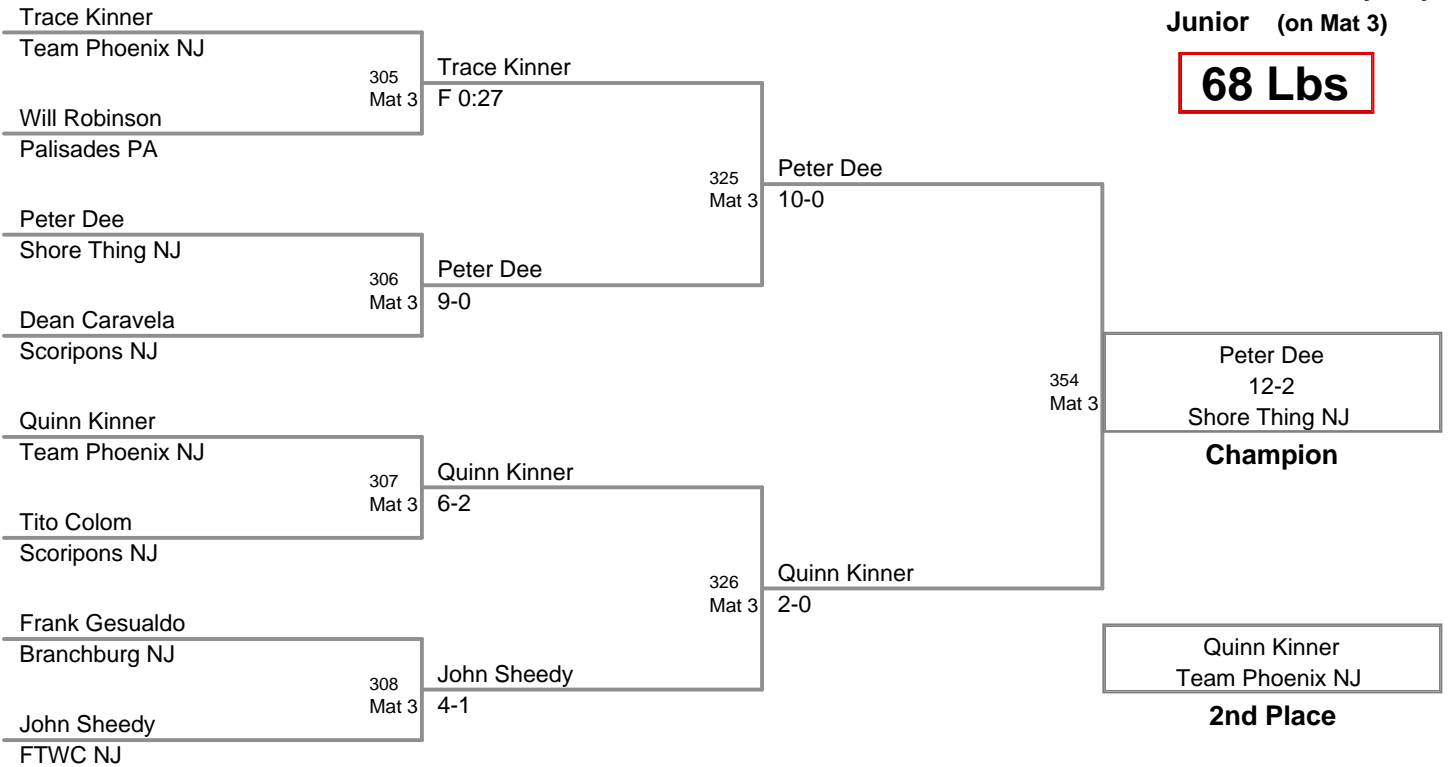 Junior (on Mat 3)
68 Lbs
Trace Kinner
Team Phoenix NJ
305
Mat 3
Trace Kinner
F 0:27
Will Robinson
Palisades PA
325
Mat 3
Peter Dee
10-0
Peter Dee
Shore Thing NJ
306
Mat 3
Peter Dee
9-0
Dean Caravela
Scoripons NJ
354
Mat 3
Peter Dee
12-2
Shore Thing NJ
Champion
Quinn Kinner
Team Phoenix NJ
307
Mat 3
Quinn Kinner
6-2
Tito Colom
Scoripons NJ
326
Mat 3
Quinn Kinner
2-0
Frank Gesualdo
Branchburg NJ
308
Mat 3
John Sheedy
4-1
John Sheedy
FTWC NJ
Quinn Kinner
Team Phoenix NJ
2nd Place